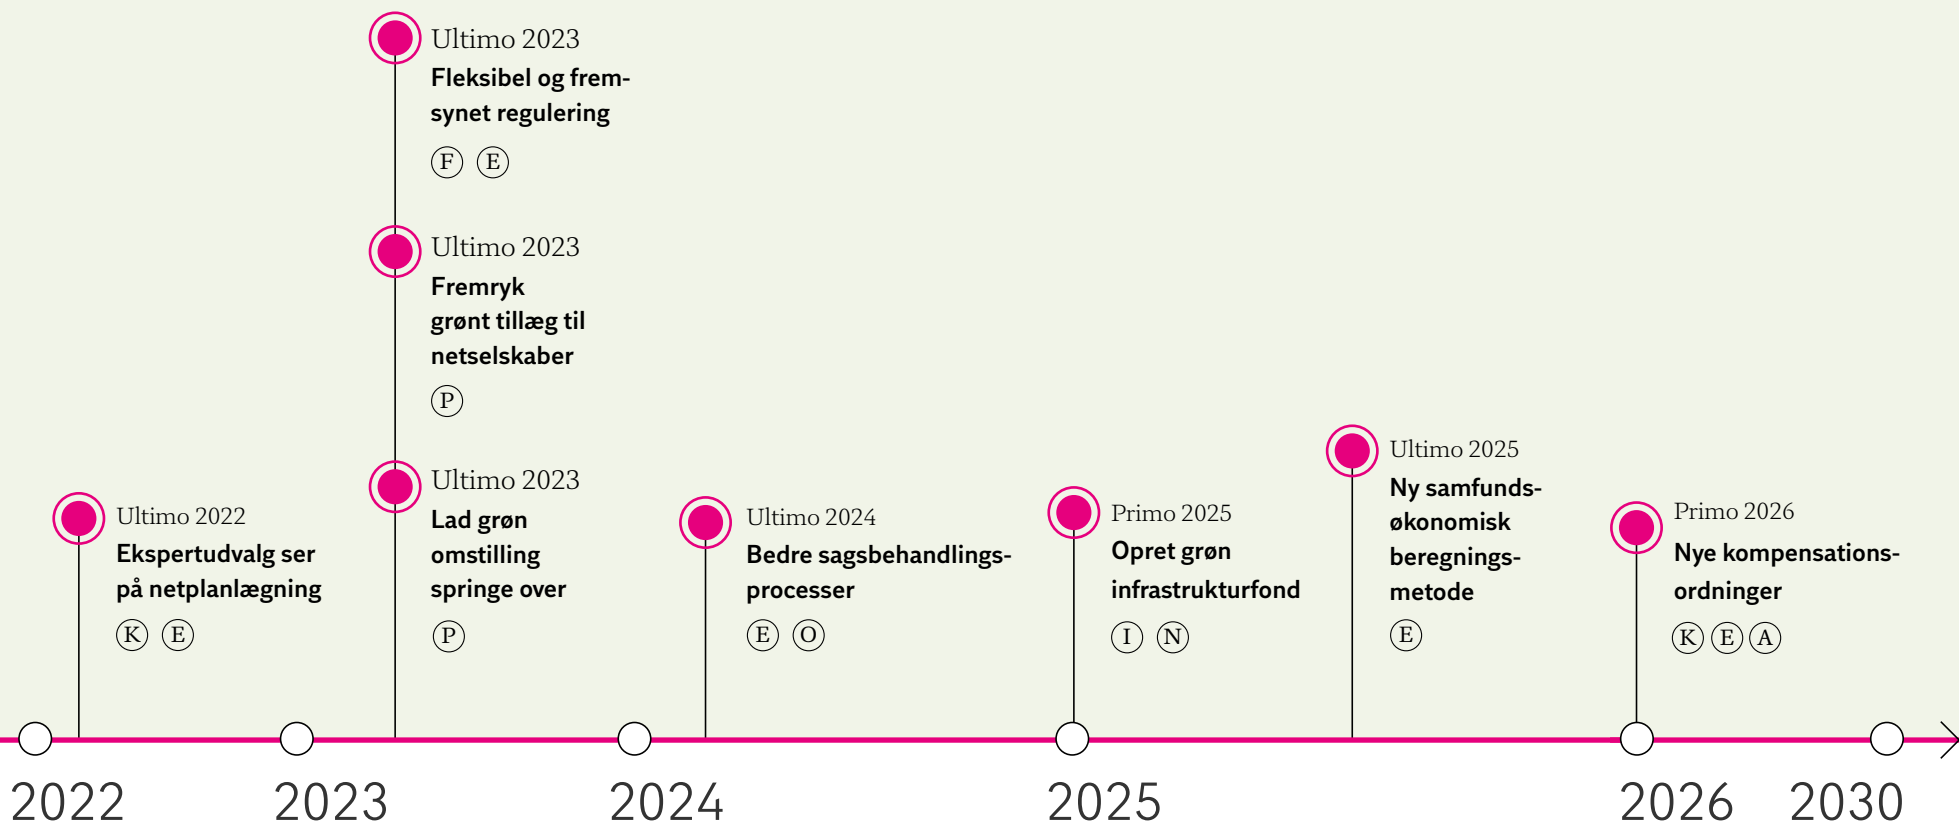 Ultimo 2023
Fleksibel og frem-
synet regulering
F E
Ultimo 2023
Fremryk
grønt tillæg til
netselskaber
P
Ultimo 2023
Lad grøn
omstilling
springe over
P
Ultimo 2022
Ekspertudvalg ser
på netplanlægning
K E
Ultimo 2024
Bedre sagsbehandlings-
processer
E O
Primo 2025
Opret grøn
infrastrukturfond
I N
Ultimo 2025
Ny samfunds-
økonomisk
beregnings-
metode
E
Primo 2026
Nye kompensations-
ordninger
K E A
2022 2023 2024 2025 2026 2030